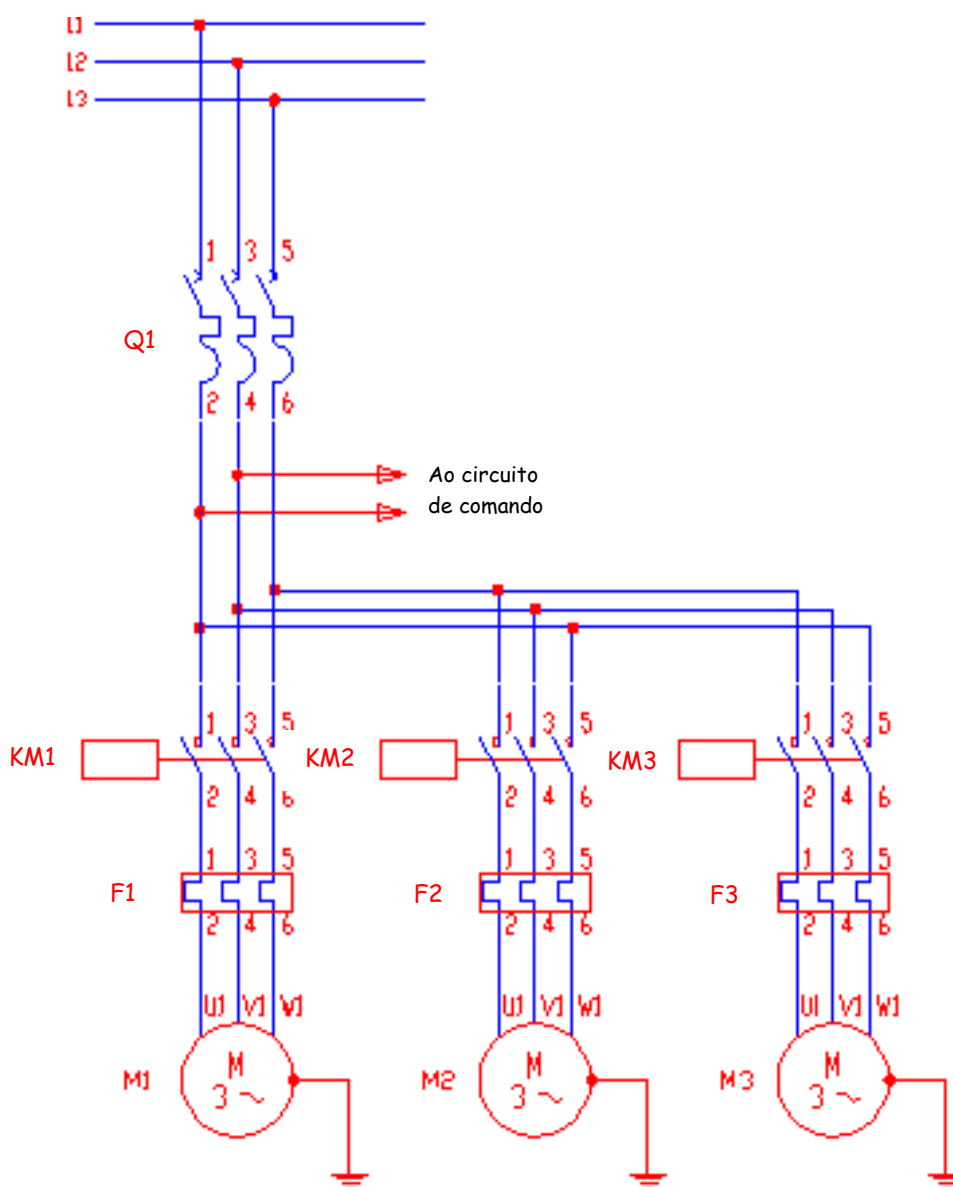 L1
L2
L3
1 3 5
Q1
2 4 6
Ao circuito
de comando
1 3 5 1 3 5 1 3 5
KM1 KM2 KM3
2 4 6 2 4 6 2 4 6
1 3 5 1 3 5 1 3 5
F1 F2 F3
2 4 6 2 4 6 2 4 6
U1 V1 W1 U1 V1 W1 U1 V1 W1
M M M
M1 M2 M3
3 ~ 3 ~ 3 ~